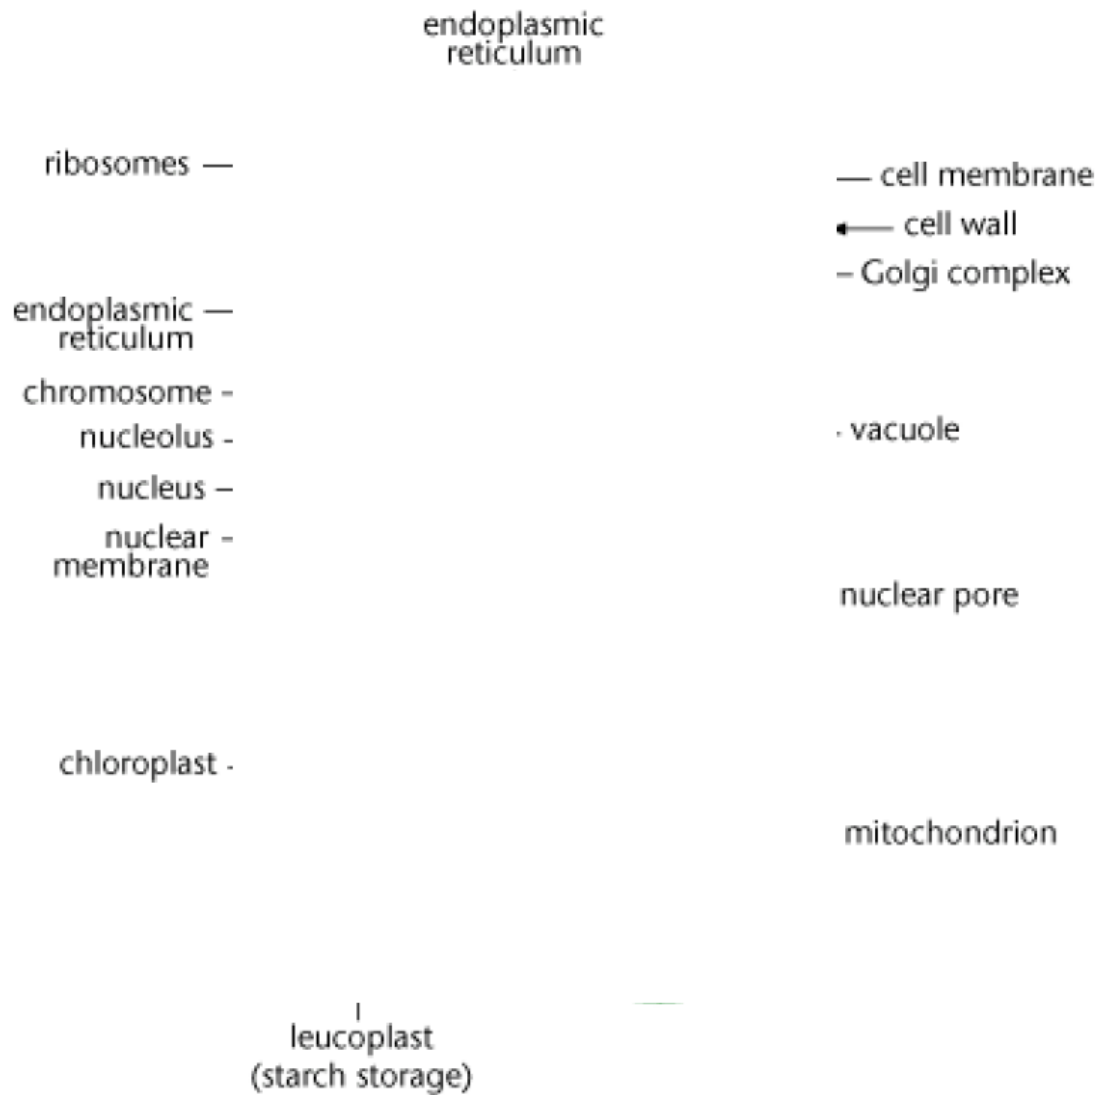 endoplasmic
reticulum
ribosomes
cell membrane
cell wall
Golgi complex
endoplasmic
reticulum
chromosome
nucleolus
vacuole
nucleus
nuclear
membrane
nuclear pore
chloroplast
mitochondrion
leucoplast
(starch storage)